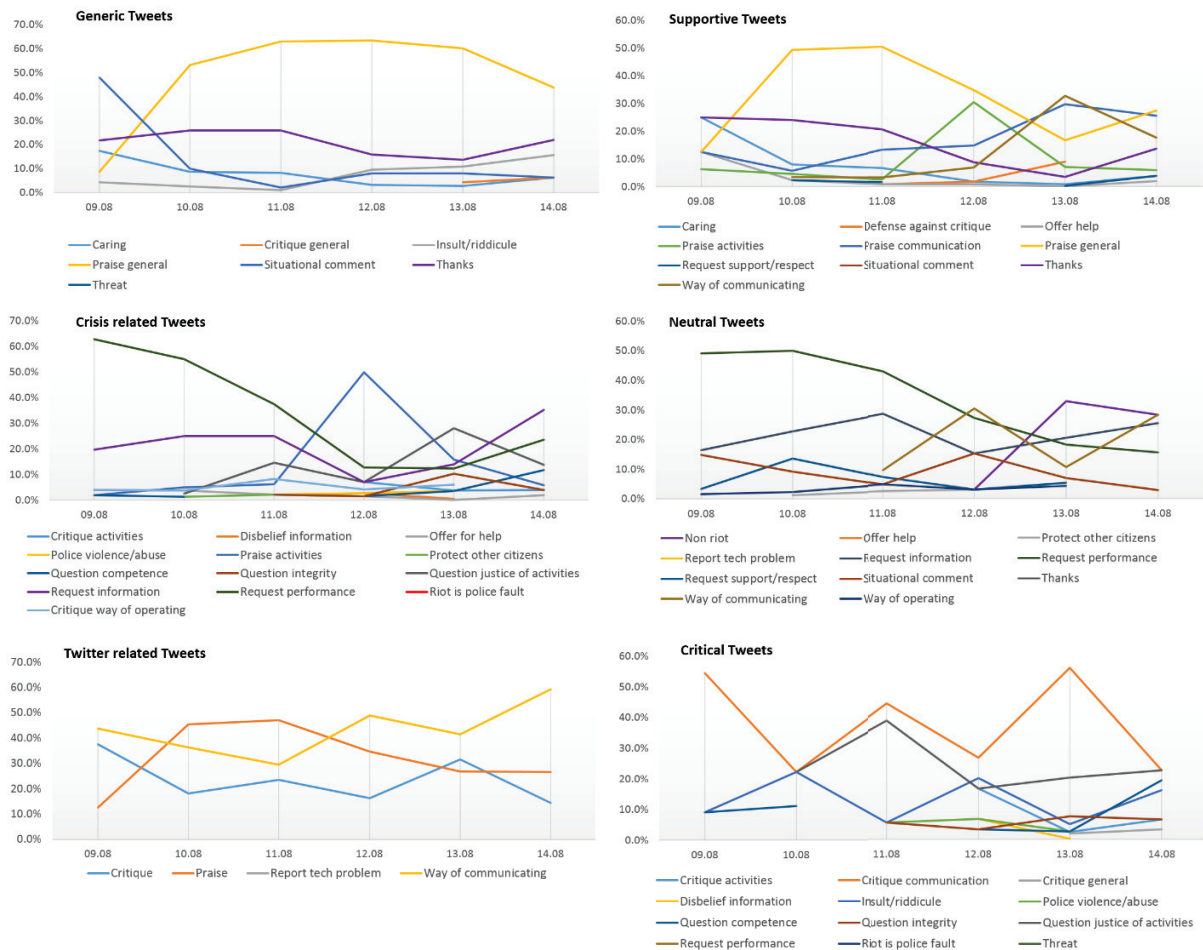 Generic Tweets
70.0%
60.0%
50.0%
40.0%
30.0%
20.0%
10.0%
0.0%
09.08 10.08 11.08 12.08 13.08 14.08
Caring Critique general Insult/riddicule
Praise general Situational comment Thanks
Threat
Supportive Tweets
60.0%
50.0%
40.0%
30.0%
20.0%
10.0%
0.0%
09.08 10.08 11.08 12.08 13.08 14.08
Caring Defense against critique Offer help
Praise activities Praise communication Praise general
Request support/respect Situational comment Thanks
Way of communicating
Crisis related Tweets
70.0%
60.0%
50.0%
40.0%
30.0%
20.0%
10.0%
0.0%
09.08 10.08 11.08 12.08 13.08 14.08
Critique activities Disbelief information Offer for help
Police violence/abuse Praise activities Protect other citizens
Question competence Question integrity Question justice of activities
Request information Request performance Riot is police fault
Critique way of operating
Neutral Tweets
60.0%
50.0%
40.0%
30.0%
20.0%
10.0%
0.0%
09.08 10.08 11.08 12.08 13.08 14.08
Non riot Offer help Protect other citizens
Report tech problem Request information Request performance
Request support/respect Situational comment Thanks
Way of communicating Way of operating
Twitter related Tweets
70.0%
60.0%
50.0%
40.0%
30.0%
20.0%
10.0%
0.0%
09.08 10.08 11.08 12.08 13.08 14.08
Critique Praise Report tech problem Way of communicating
Critical Tweets
60.0%
50.0%
40.0%
30.0%
20.0%
10.0%
0.0%
09.08 10.08 11.08 12.08 13.08 14.08
Critique activities Critique communication Critique general
Disbelief information Insult/riddicule Police violence/abuse
Question competence Question integrity Question justice of activities
Request performance Riot is police fault Threat